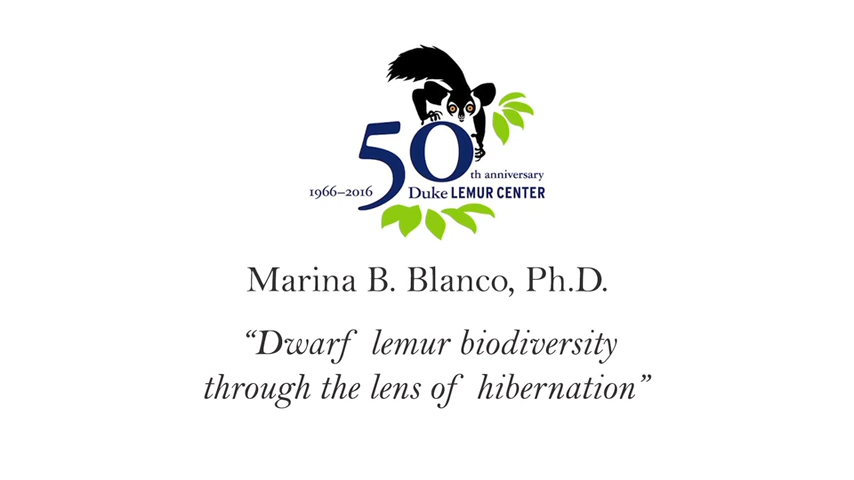 50
th anniversary
1966–2016 Duke LEMUR CENTER
Marina B. Blanco, Ph.D.
“Dwarf lemur biodiversity
through the lens of hibernation”